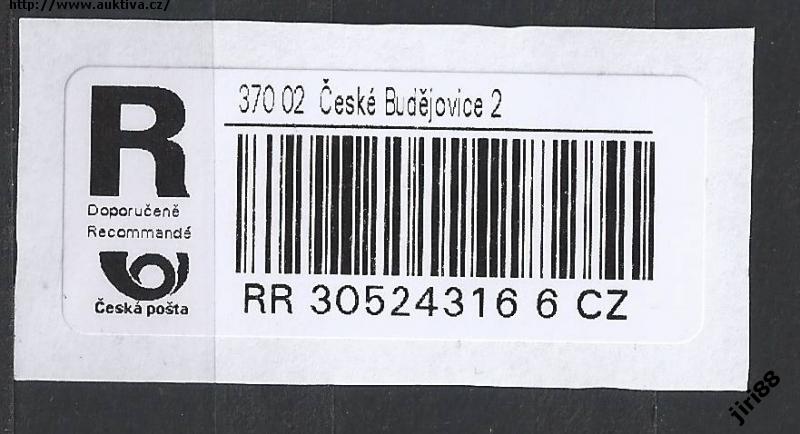 http://www.auktiva.cz/
R
Doporučeně
Recommandé
Česká pošta
370 02 České Budějovice 2
RR 30524316 6 CZ
jiri88